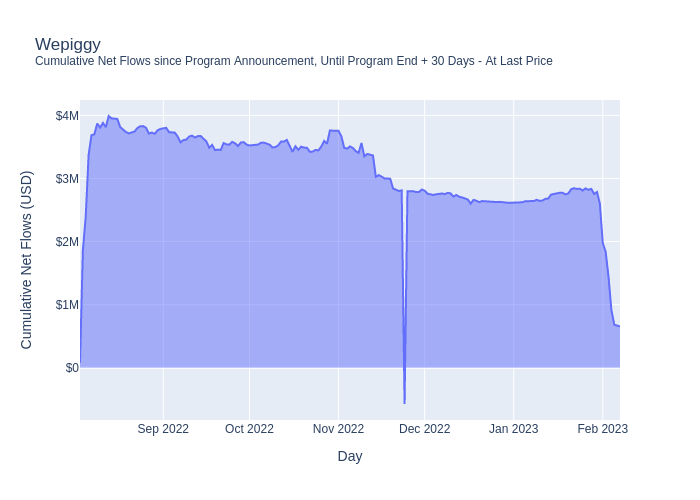 Wepiggy
Cumulative Net Flows since Program Announcement, Until Program End + 30 Days - At Last Price
$4M
$3M
$2M
$1M
$0
Cumulative Net Flows (USD)
Sep 2022
Oct 2022
Nov 2022
Dec 2022
Jan 2023
Feb 2023
Day